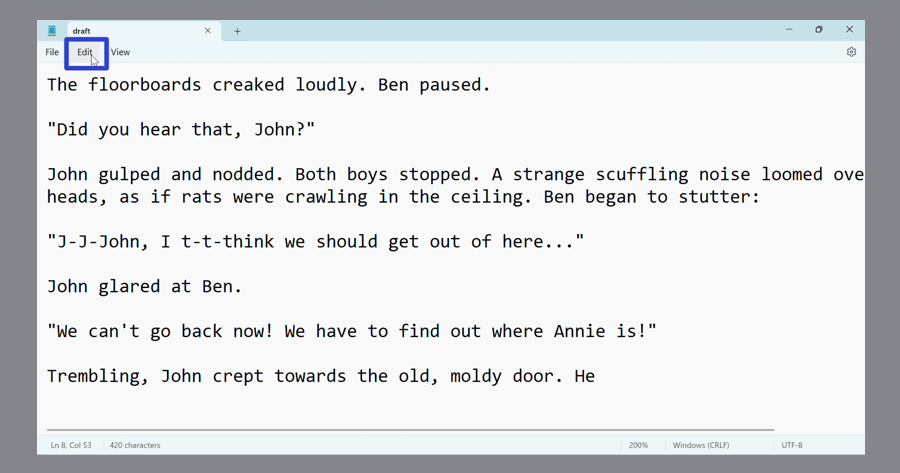 draft
File Edit View
The floorboards creaked loudly. Ben paused.
"Did you hear that, John?"
John gulped and nodded. Both boys stopped. A strange scuffling noise loomed ove
heads, as if rats were crawling in the ceiling. Ben began to stutter:
"J-J-John, I t-t-think we should get out of here..."
John glared at Ben.
"We can't go back now! We have to find out where Annie is!"
Trembling, John crept towards the old, moldy door. He
Ln 8, Col 53 420 characters 200% Windows (CRLF) UTF-8